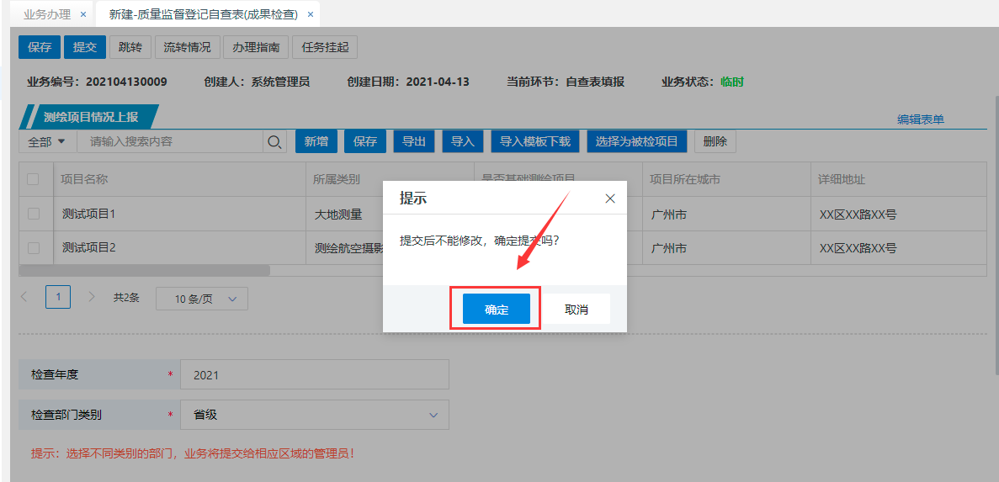 业务办理 × 新建-质量监督登记自查表(成果检查) ×
保存 提交 跳转 流转情况 办理指南 任务挂起
业务编号：202104130009 创建人：系统管理员 创建日期：2021-04-13 当前环节：自查表填报 业务状态：临时
测绘项目情况上报 编辑表单
全部 请输入搜索内容 新增 保存 导出 导入 导入模板下载 选择为被检项目 删除
项目名称 所属类别 是否基础测绘项目 项目所在城市 详细地址
测试项目1 大地测量 广州市 XX区XX路XX号
测试项目2 测绘航空摄影 广州市 XX区XX路XX号
提示
提交后不能修改，确定提交吗？
确定 取消
1 共2条 10 条/页
检查年度 * 2021
检查部门类别 * 省级
提示：选择不同类别的部门，业务将提交给相应区域的管理员！